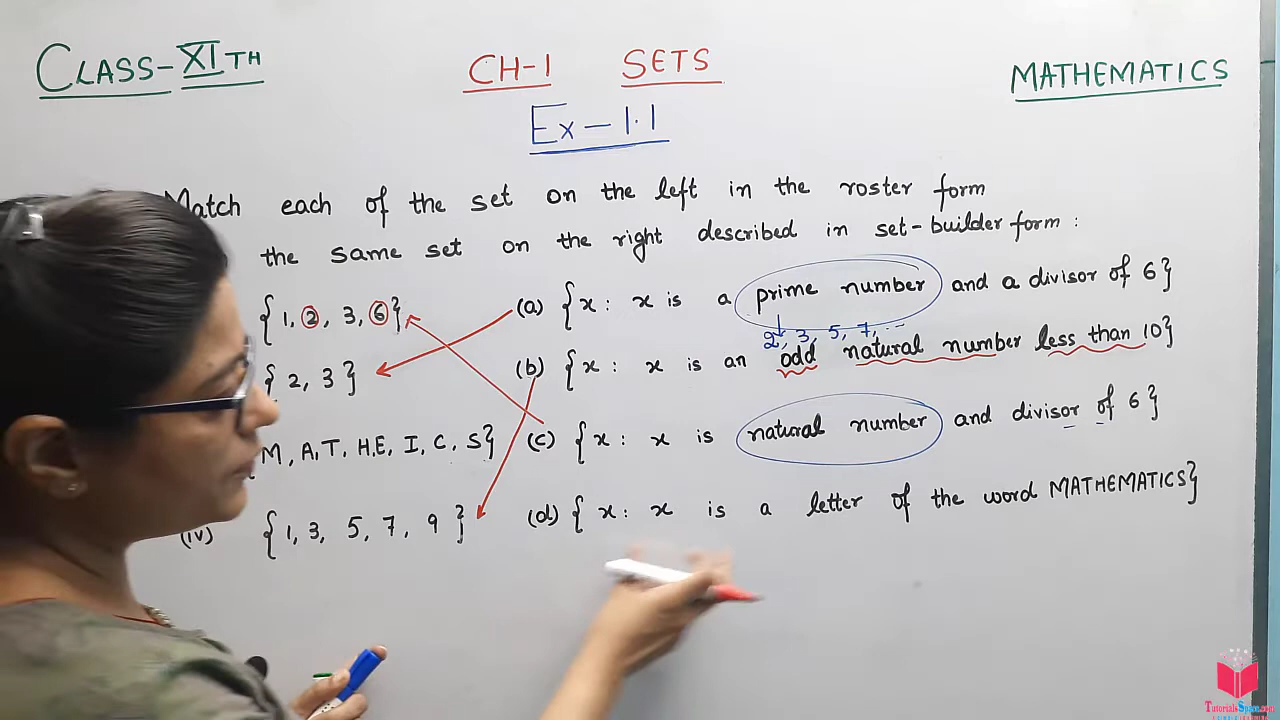 CLASS-XITH CH-1 SETS MATHEMATICS
Ex-1.1
Match each of the set on the left in the roster form
the same set on the right described in set-builder form :
{1, 2, 3, 6} (a) {x : x is a prime number and a divisor of 6}
2, 3, 5, 7, ...
{2, 3} (b) {x : x is an odd natural number less than 10}
(c) {x : x is natural number and divisor of 6}
M, A, T, H, E, I, C, S} (d) {x : x is a letter of the word MATHEMATICS}
(iv) {1, 3, 5, 7, 9}
TutorialsSpace.com